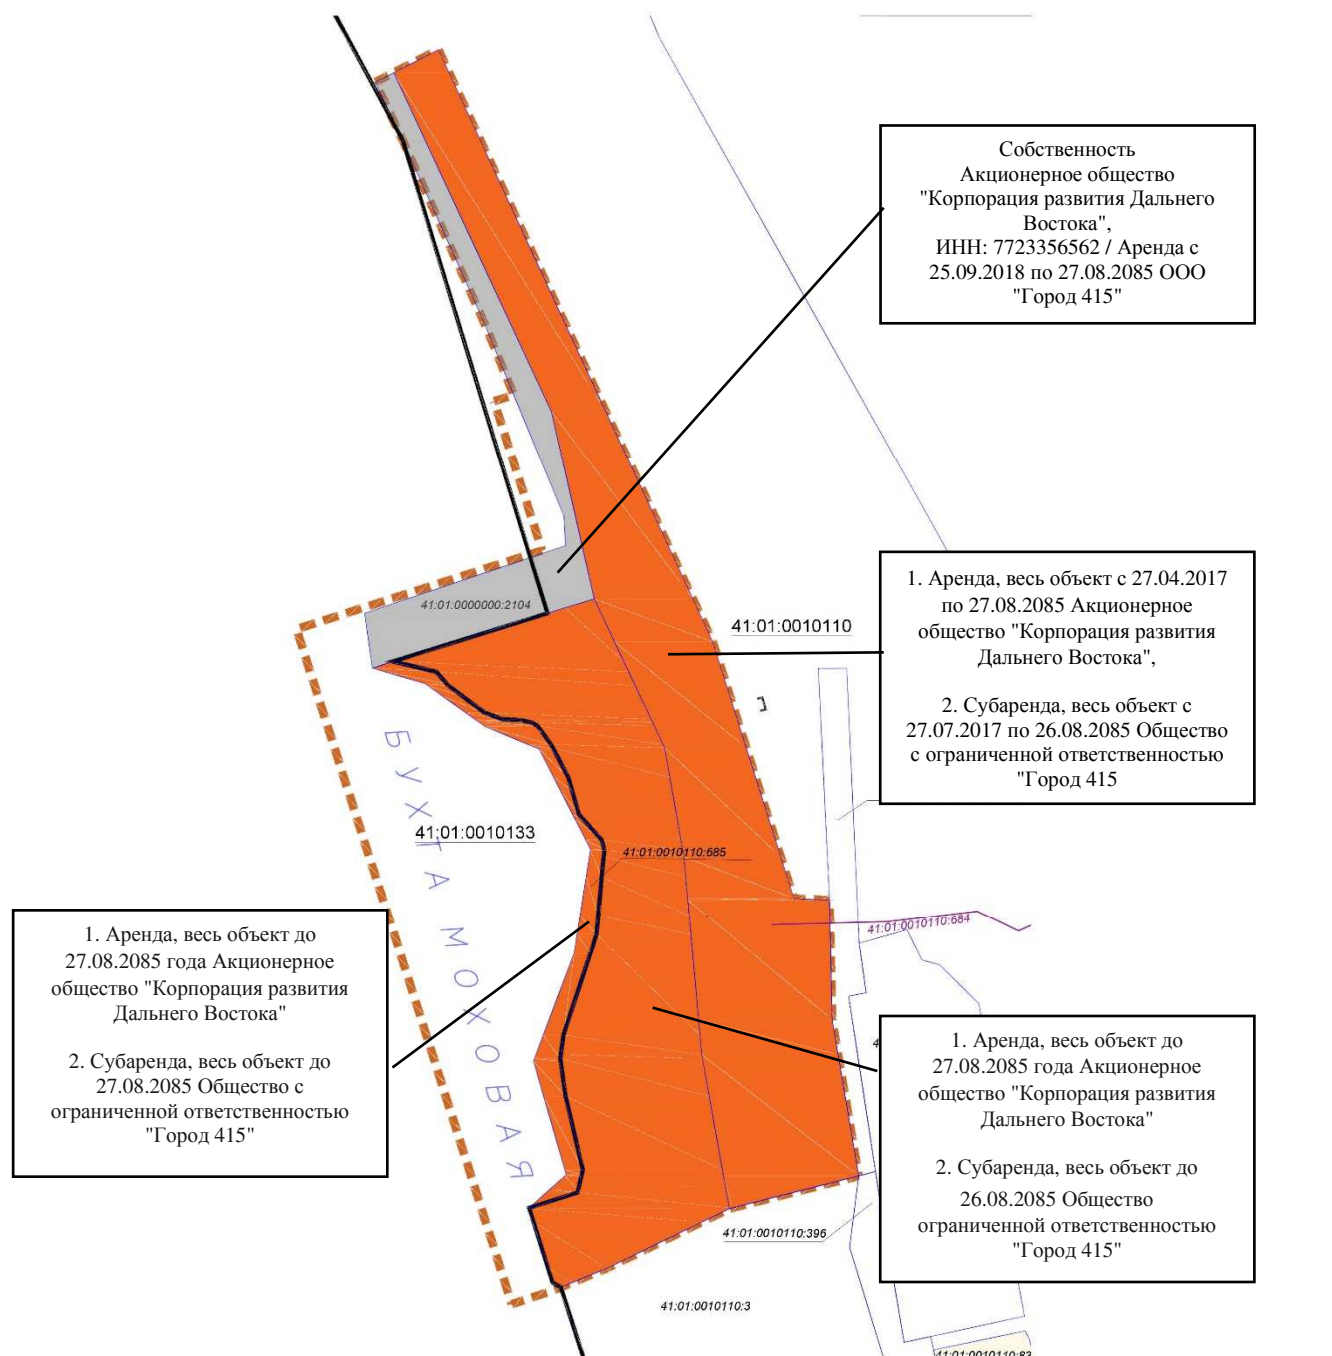 Собственность
Акционерное общество
"Корпорация развития Дальнего
Востока",
ИНН: 7723356562 / Аренда с
25.09.2018 по 27.08.2085 ООО
"Город 415"
41:01:0000000:2104
41:01:0010110
1. Аренда, весь объект с 27.04.2017
по 27.08.2085 Акционерное
общество "Корпорация развития
Дальнего Востока",
2. Субаренда, весь объект с
27.07.2017 по 26.08.2085 Общество
с ограниченной ответственностью
"Город 415
БУХТА МОХОВАЯ
41:01:0010133
41:01:0010110:685
41:01:0010110:684
1. Аренда, весь объект до
27.08.2085 года Акционерное
общество "Корпорация развития
Дальнего Востока"
2. Субаренда, весь объект до
27.08.2085 Общество с
ограниченной ответственностью
"Город 415"
4
1. Аренда, весь объект до
27.08.2085 года Акционерное
общество "Корпорация развития
Дальнего Востока"
2. Субаренда, весь объект до
26.08.2085 Общество
ограниченной ответственностью
"Город 415"
41:01:0010110:396
41:01:0010110:3
41:01:0010110:83